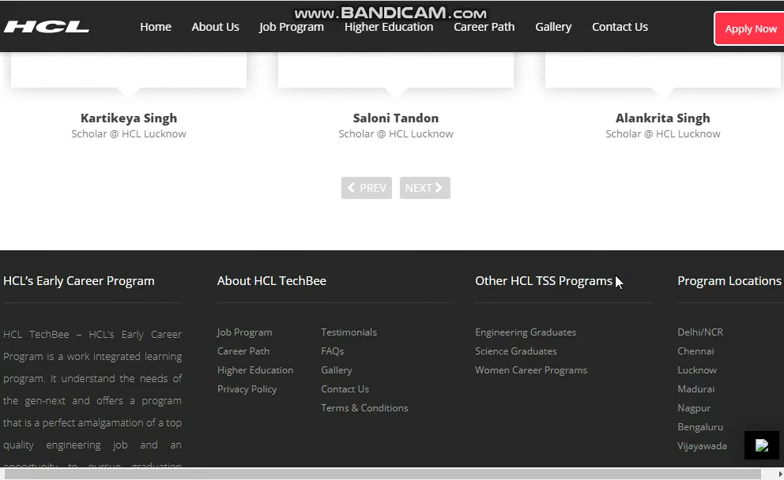 www.BANDICAM.com
HCL
Home About Us Job Program Higher Education Career Path Gallery Contact Us Apply Now
Kartikeya Singh Saloni Tandon Alankrita Singh
Scholar @ HCL Lucknow Scholar @ HCL Lucknow Scholar @ HCL Lucknow
PREV NEXT
HCL's Early Career Program
HCL TechBee – HCL's Early Career
Program is a work integrated learning
program. It understand the needs of
the gen-next and offers a program
that is a perfect amalgamation of a top
quality engineering job and an
opportunity to pursue graduation
About HCL TechBee
Job Program
Career Path
Higher Education
Privacy Policy
Testimonials
FAQs
Gallery
Contact Us
Terms & Conditions
Other HCL TSS Programs
Engineering Graduates
Science Graduates
Women Career Programs
Program Locations
Delhi/NCR
Chennai
Lucknow
Madurai
Nagpur
Bengaluru
Vijayawada